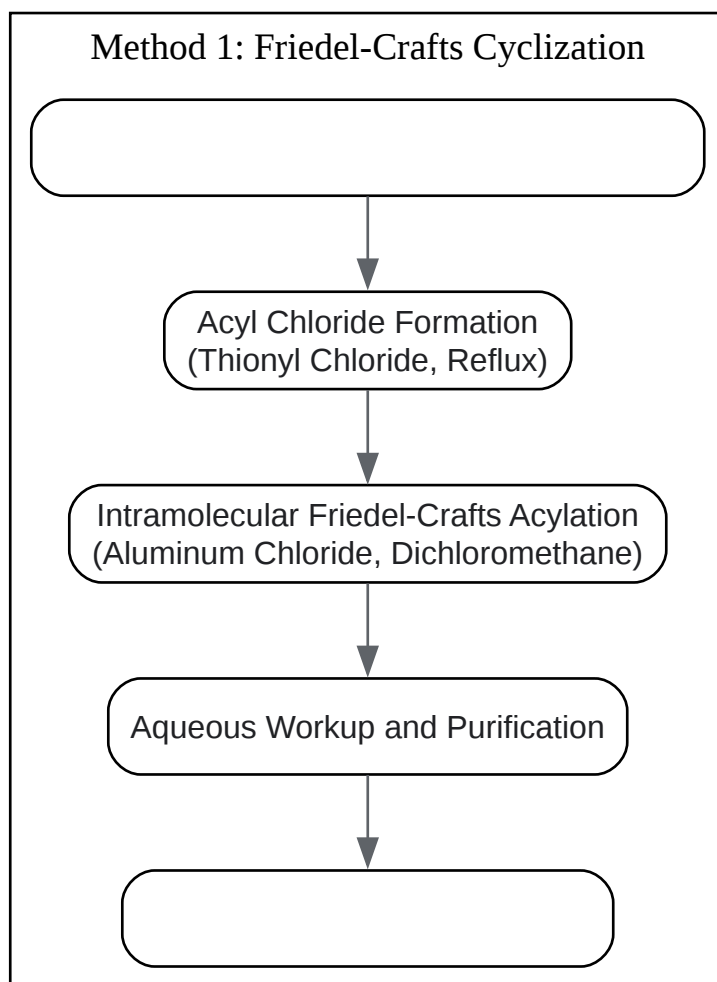 Method 1: Friedel-Crafts Cyclization
Acyl Chloride Formation
(Thionyl Chloride, Reflux)
Intramolecular Friedel-Crafts Acylation
(Aluminum Chloride, Dichloromethane)
Aqueous Workup and Purification